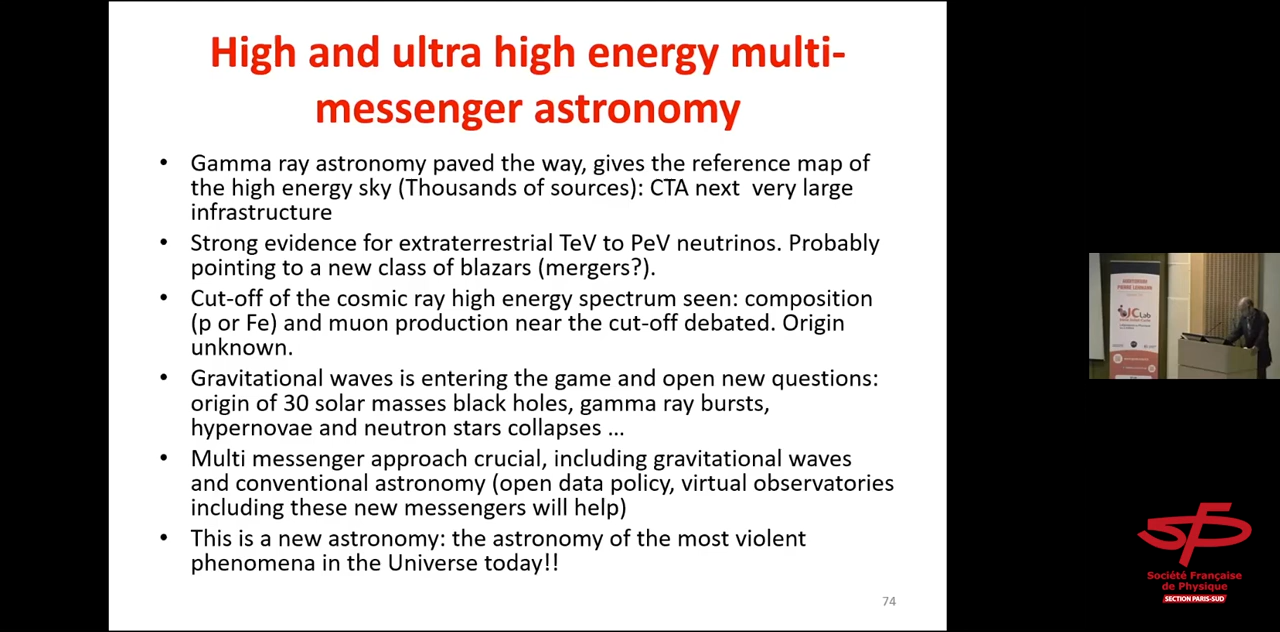 High and ultra high energy multi-
messenger astronomy
• Gamma ray astronomy paved the way, gives the reference map of
the high energy sky (Thousands of sources): CTA next very large
infrastructure
• Strong evidence for extraterrestrial TeV to PeV neutrinos. Probably
pointing to a new class of blazars (mergers?).
• Cut-off of the cosmic ray high energy spectrum seen: composition
(p or Fe) and muon production near the cut-off debated. Origin
unknown.
• Gravitational waves is entering the game and open new questions:
origin of 30 solar masses black holes, gamma ray bursts,
hypernovae and neutron stars collapses ...
• Multi messenger approach crucial, including gravitational waves
and conventional astronomy (open data policy, virtual observatories
including these new messengers will help)
• This is a new astronomy: the astronomy of the most violent
phenomena in the Universe today!!
74
AUDITORIUM
PIERRE LEHMANN
JCLab
sfp
Société Française
de Physique
SECTION PARIS-SUD